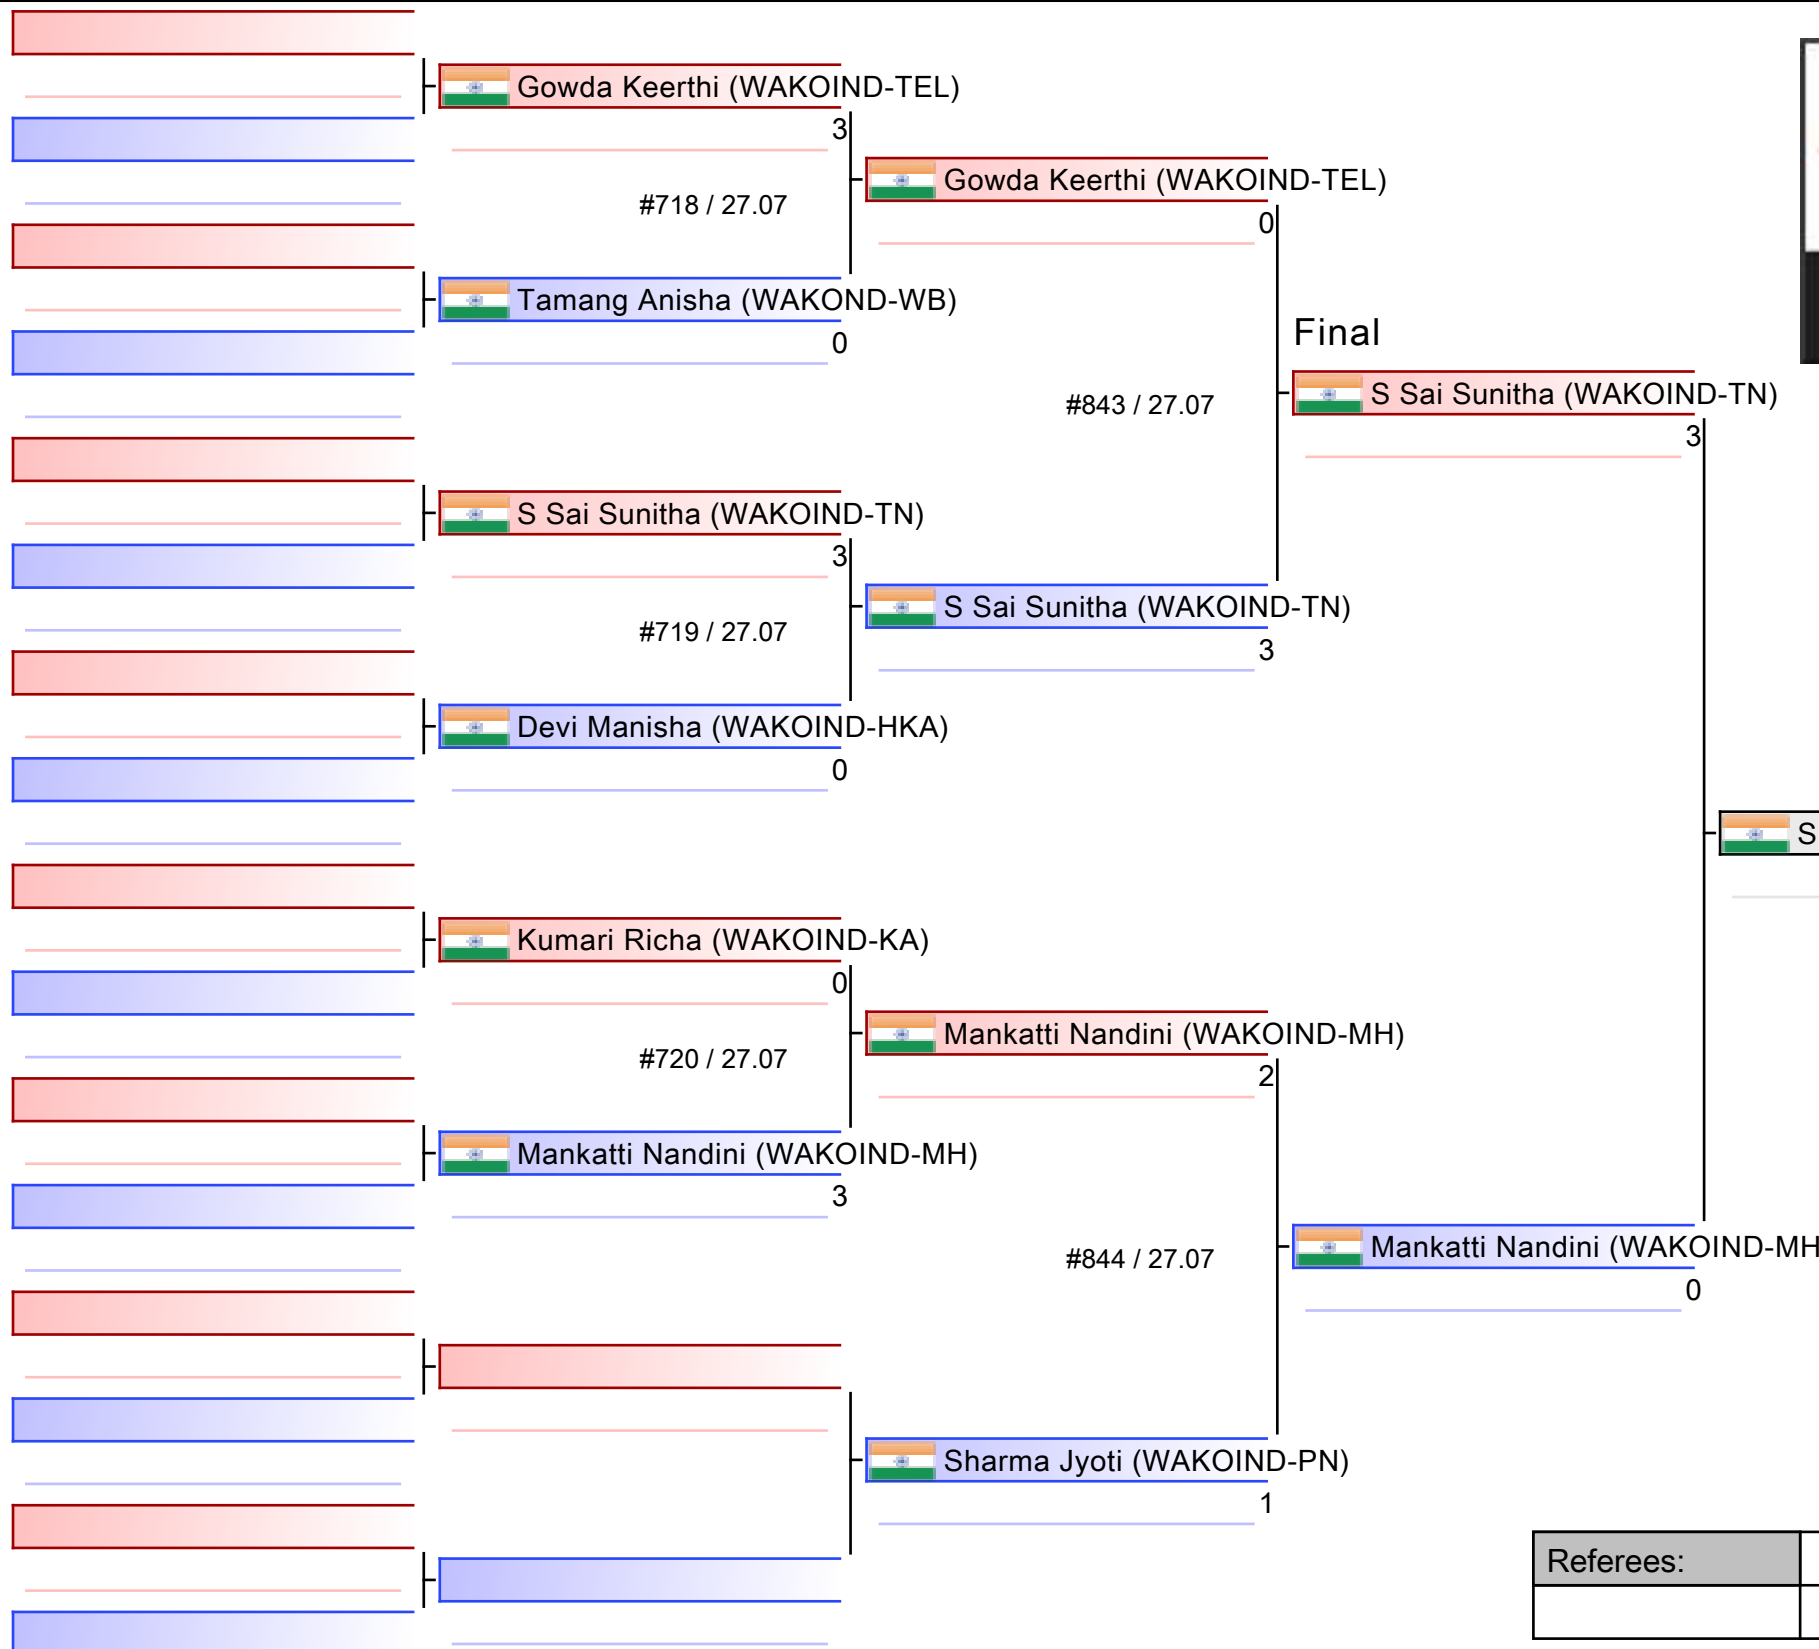 Gowda Keerthi (WAKOIND-TEL)
3
#718 / 27.07
Tamang Anisha (WAKOND-WB)
0
S Sai Sunitha (WAKOIND-TN)
3
#719 / 27.07
Devi Manisha (WAKOIND-HKA)
0
Kumari Richa (WAKOIND-KA)
0
#720 / 27.07
Mankatti Nandini (WAKOIND-MH)
3
Gowda Keerthi (WAKOIND-TEL)
0
#843 / 27.07
S Sai Sunitha (WAKOIND-TN)
3
Mankatti Nandini (WAKOIND-MH)
2
#844 / 27.07
Sharma Jyoti (WAKOIND-PN)
1
Final
S Sai Sunitha (WAKOIND-TN)
3
Mankatti Nandini (WAKOIND-MH
0
S
Referees: